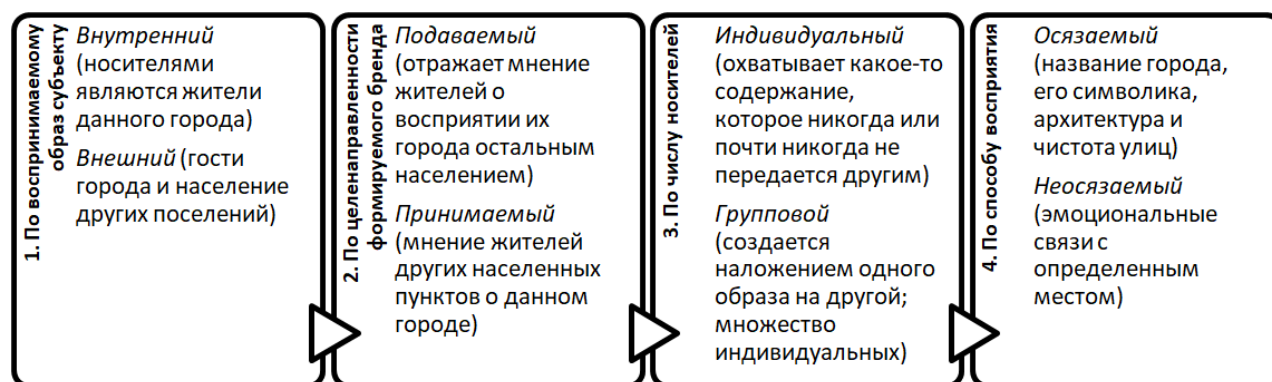 1. По воспринимаемому
образ субъекту
Внутренний
(носителями
являются жители
данного города)
Внешний (гости
города и население
других поселений)
2. По целенаправленности
формируемого бренда
Подаваемый
(отражает мнение
жителей о
восприятии их
города остальным
населением)
Принимаемый
(мнение жителей
других населенных
пунктов о данном
городе)
3. По числу носителей
Индивидуальный
(охватывает какое-то
содержание,
которое никогда или
почти никогда не
передается другим)
Групповой
(создается
наложением одного
образа на другой;
множество
индивидуальных)
4. По способу восприятия
Осязаемый
(название города,
его символика,
архитектура и
чистота улиц)
Неосязаемый
(эмоциональные
связи с
определенным
местом)